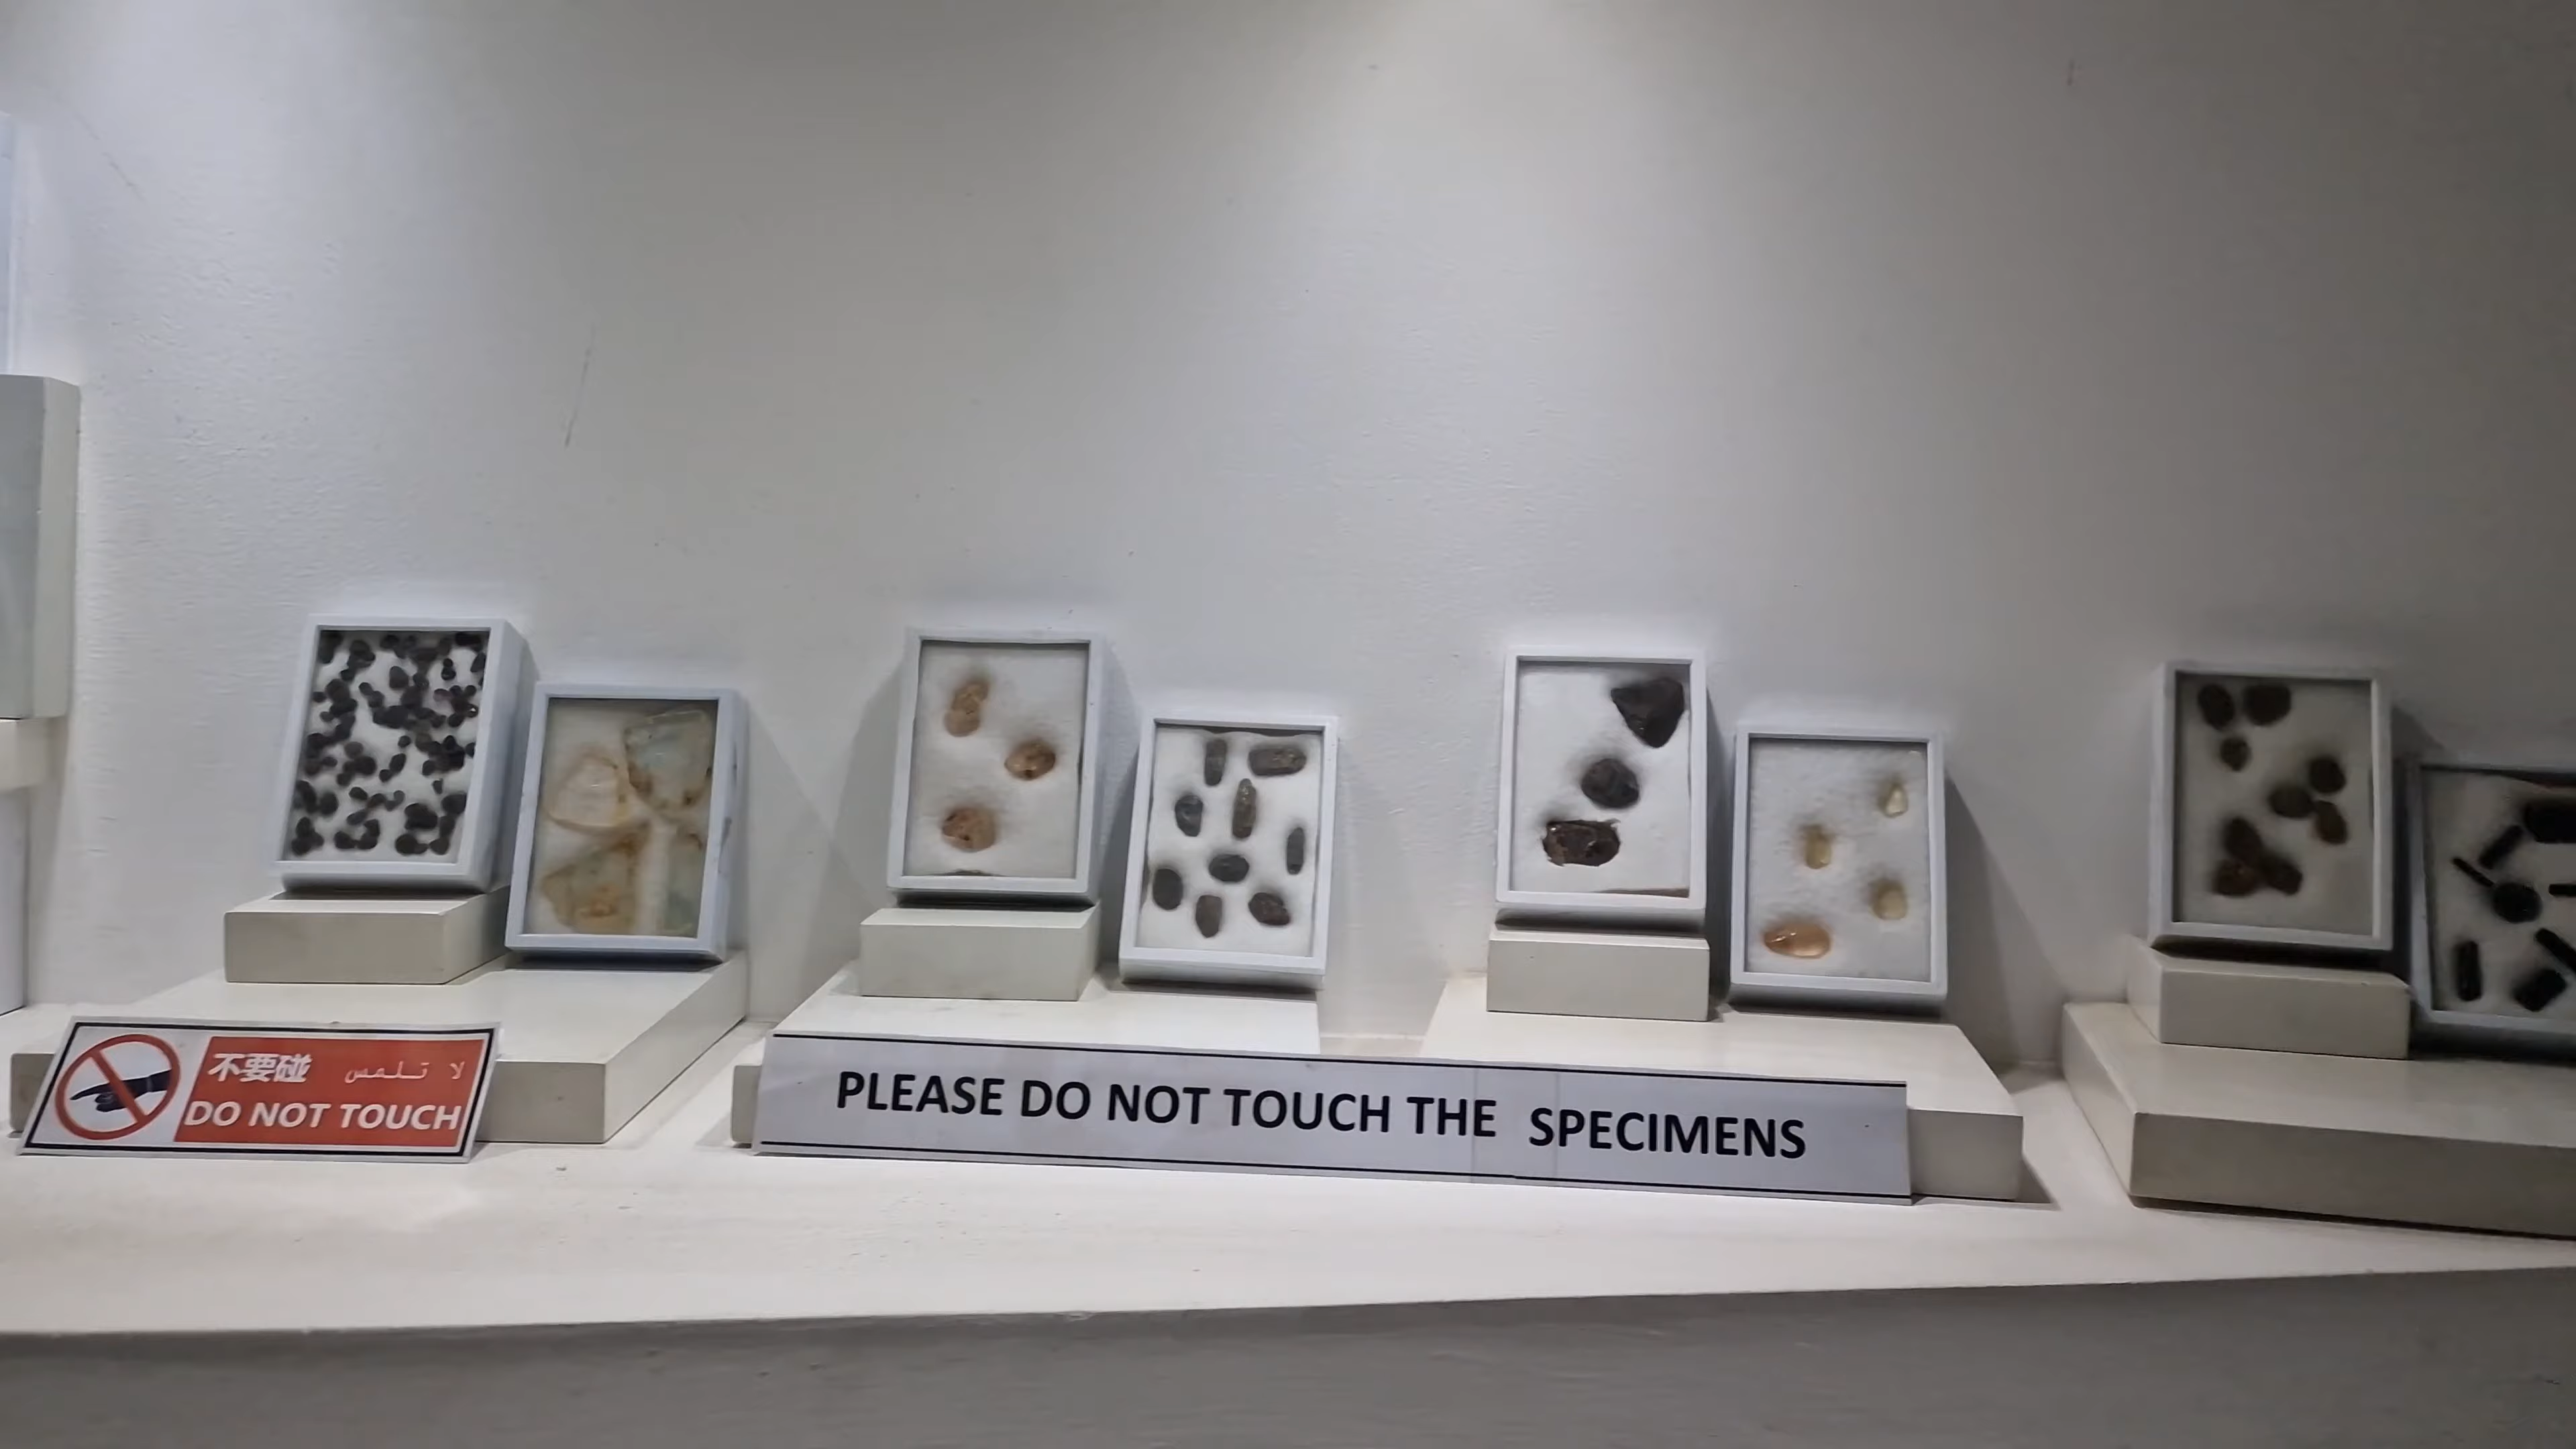 不要碰 لا تلمس
DO NOT TOUCH
PLEASE DO NOT TOUCH THE SPECIMENS